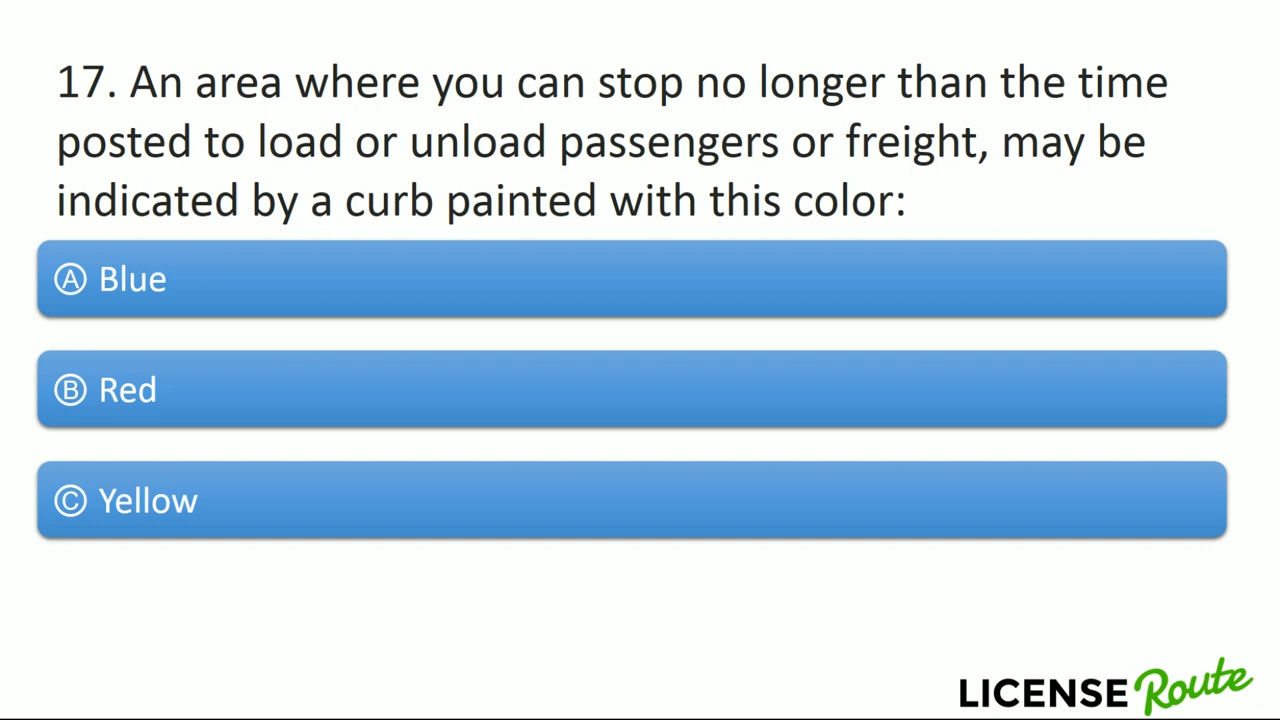 17. An area where you can stop no longer than the time
posted to load or unload passengers or freight, may be
indicated by a curb painted with this color:
Ⓐ Blue
Ⓑ Red
Ⓒ Yellow
LICENSE Route